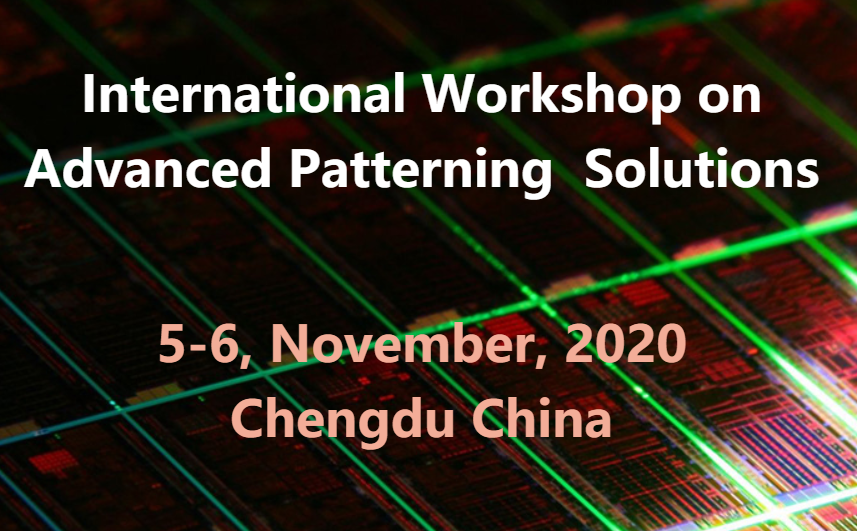 International Workshop on
Advanced Patterning  Solutions
5-6, November, 2020
Chengdu China